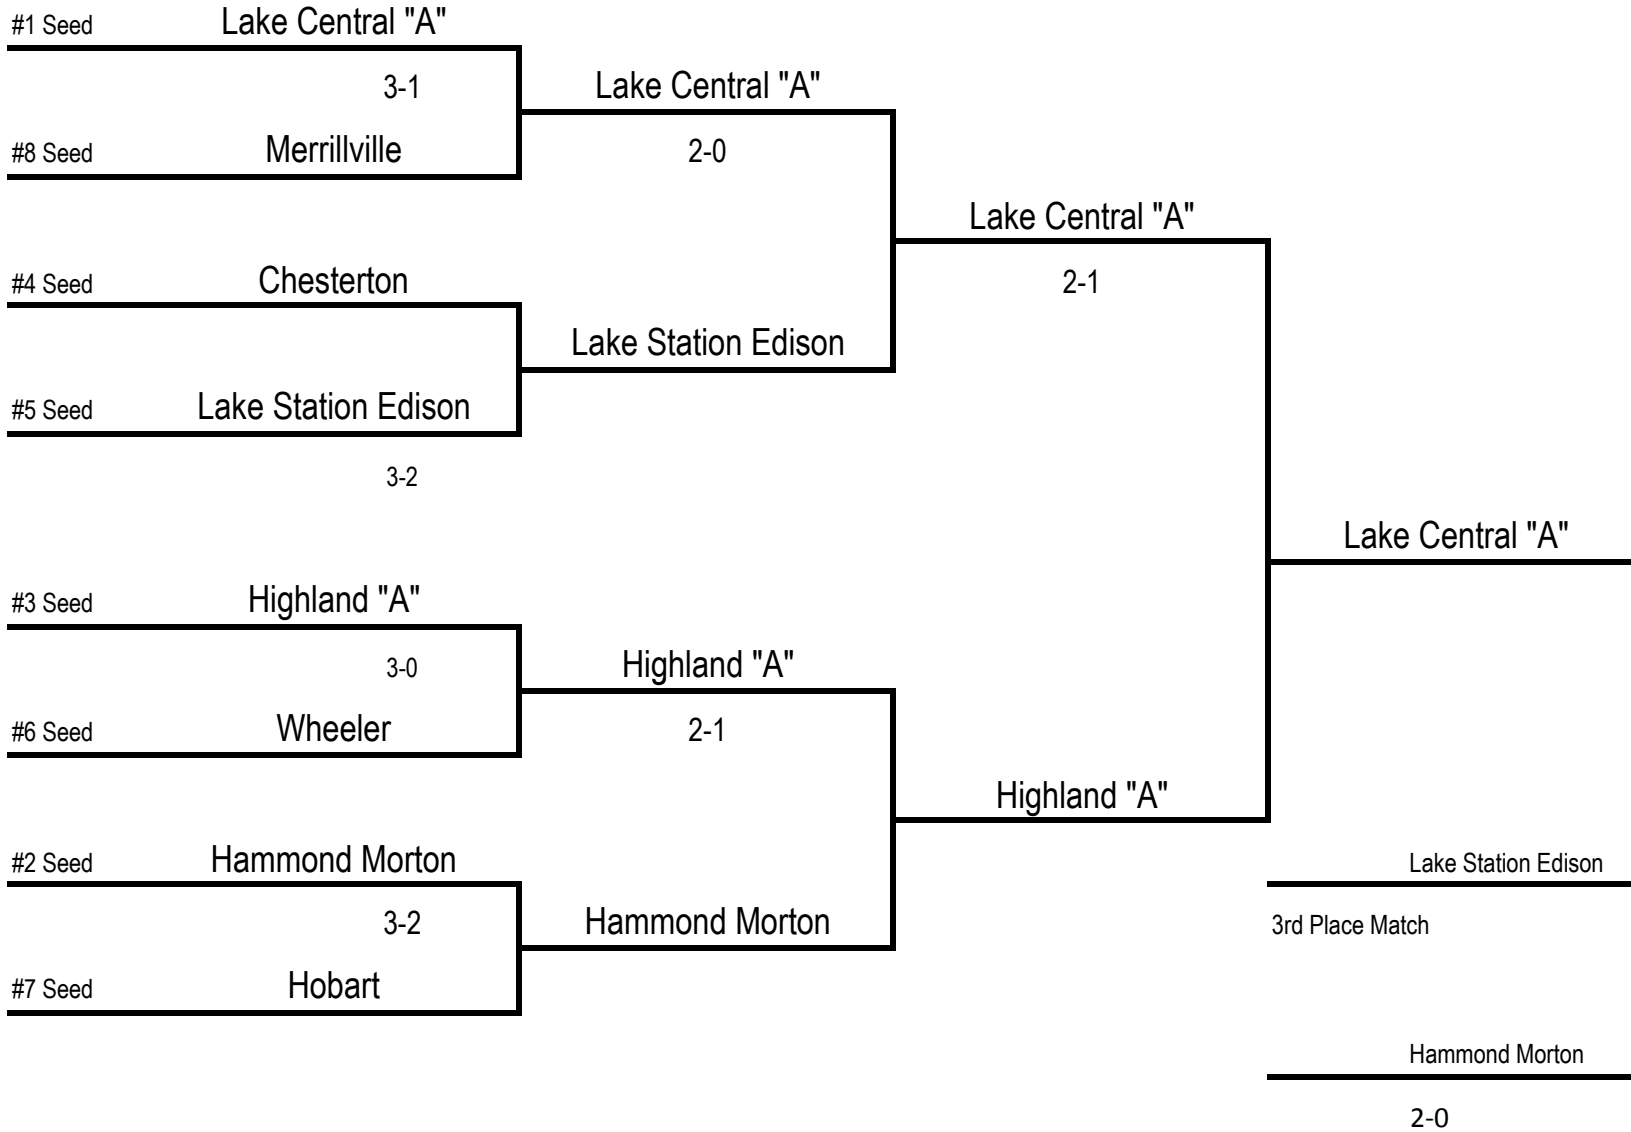 #1 Seed Lake Central "A"
3-1 Lake Central "A"
#8 Seed Merrillville 2-0
Lake Central "A"
#4 Seed Chesterton 2-1
Lake Station Edison
#5 Seed Lake Station Edison
3-2
Lake Central "A"
#3 Seed Highland "A"
3-0 Highland "A"
#6 Seed Wheeler 2-1
Highland "A"
#2 Seed Hammond Morton Lake Station Edison
3-2 Hammond Morton 3rd Place Match
#7 Seed Hobart
Hammond Morton
2-0